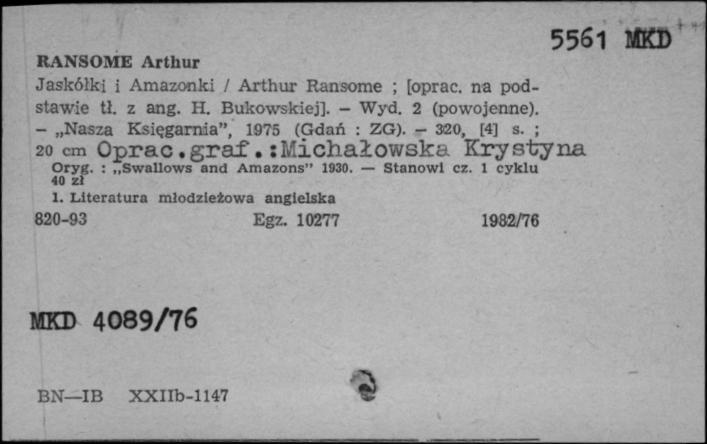 5561 MKD
RANSOME Arthur
Jaskółki i Amazonki / Arthur Ransome ; [oprac. na pod-
stawie tł. z ang. H. Bukowskiej]. – Wyd. 2 (powojenne).
– „Nasza Księgarnia”, 1975 (Gdań : ZG). – 320, [4] s. ;
20 cm Oprac.graf.:Michałowska Krystyna
Oryg. : „Swallows and Amazons” 1930. — Stanowi cz. 1 cyklu
40 zł
1. Literatura młodzieżowa angielska
820-93 Egz. 10277 1982/76
MKD 4089/76
BN—IB XXIIb-1147